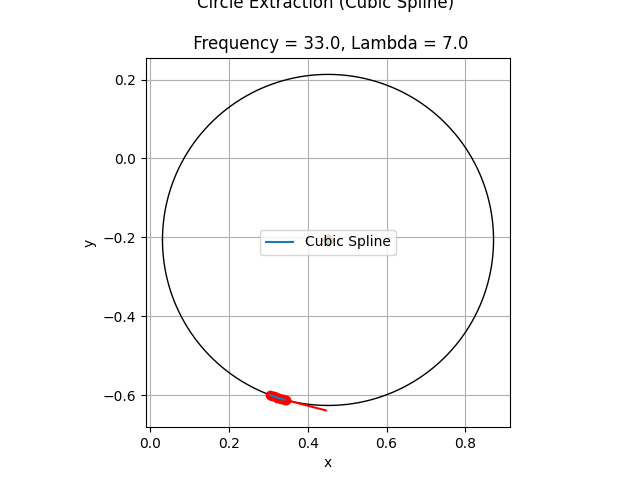 Circle Extraction (Cubic Spline)
Frequency = 33.0, Lambda = 7.0
0.2
0.0
−0.2
−0.4
−0.6
y
Cubic Spline
0.0 0.2 0.4 0.6 0.8
x